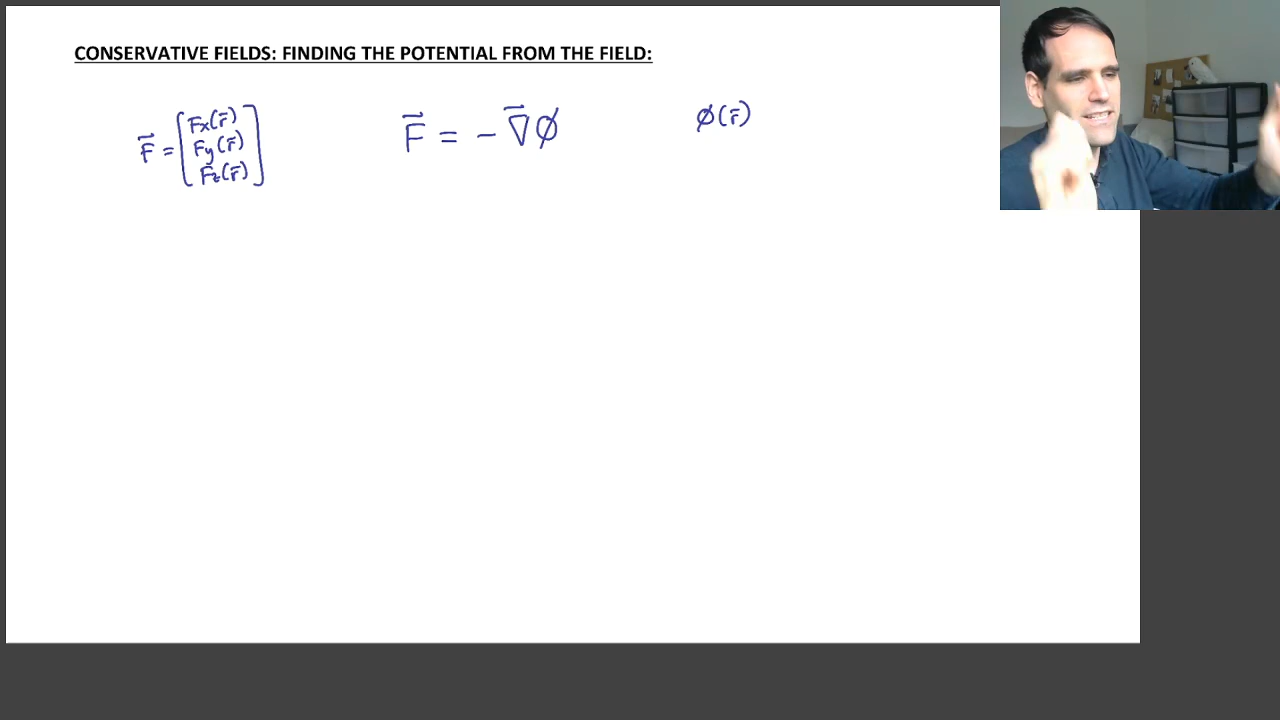 CONSERVATIVE FIELDS: FINDING THE POTENTIAL FROM THE FIELD:
F⃗ = [Fx(r̄) Fy(r̄) Fz(r̄)]
F⃗ = − ∇⃗ϕ
ϕ(r̄)